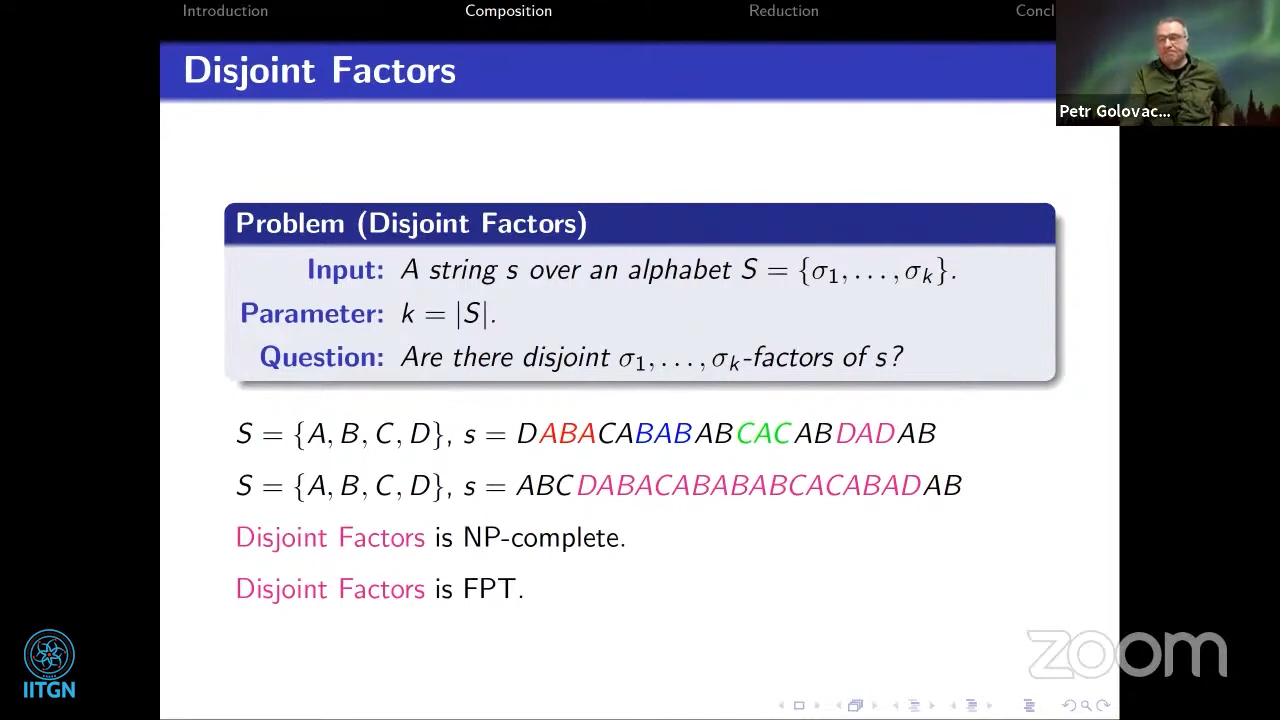 Introduction Composition Reduction Concl
Disjoint Factors
Petr Golovac...
Problem (Disjoint Factors)
Input: A string s over an alphabet S = {σ₁, . . . , σₖ}.
Parameter: k = |S|.
Question: Are there disjoint σ₁, . . . , σₖ-factors of s?
S = {A, B, C, D}, s = DABACABABABCACABDADAB
S = {A, B, C, D}, s = ABCDABACABABABCACABADAB
Disjoint Factors is NP-complete.
Disjoint Factors is FPT.
zoom
IITGN